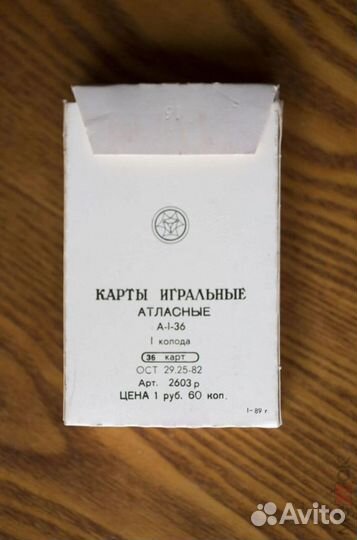 КАРТЫ ИГРАЛЬНЫЕ
АТЛАСНЫЕ
А-I-36
I колода
36 карт
ОСТ 29.25-82
Арт. 2603 р
ЦЕНА 1 руб. 60 коп.
I-89 г
Avito